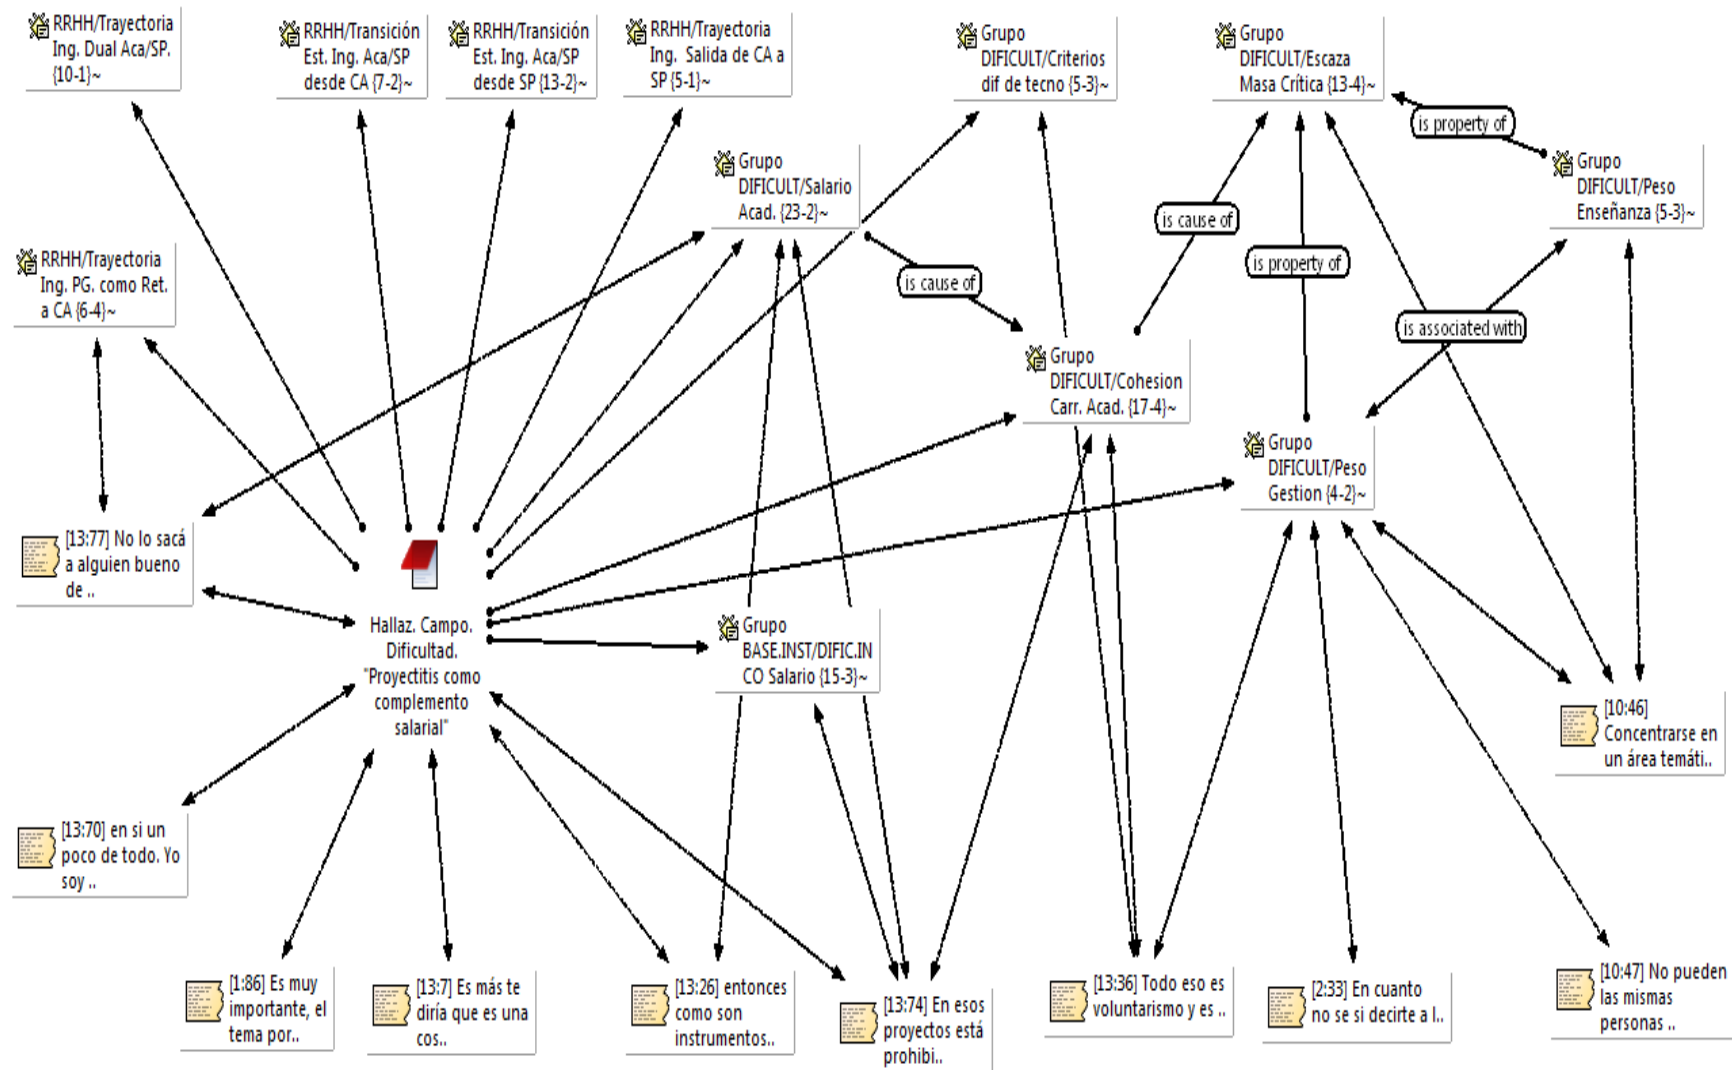 RRHH/Trayectoria
Ing. Dual Aca/SP.
{10-1}~
RRHH/Transición
Est. Ing. Aca/SP
desde CA {7-2}~
RRHH/Transición
Est. Ing. Aca/SP
desde SP {13-2}~
RRHH/Trayectoria
Ing. Salida de CA a
SP {5-1}~
Grupo
DIFICULT/Criterios
dif de tecno {5-3}~
Grupo
DIFICULT/Escaza
Masa Crítica {13-4}~
is property of
Grupo
DIFICULT/Salario
Acad. {23-2}~
Grupo
DIFICULT/Peso
Enseñanza {5-3}~
is cause of
RRHH/Trayectoria
Ing. PG. como Ret.
a CA {6-4}~
is cause of
is property of
is associated with
Grupo
DIFICULT/Cohesion
Carr. Acad. {17-4}~
Grupo
DIFICULT/Peso
Gestion {4-2}~
[13:77] No lo sacá
a alguien bueno
de ..
Hallaz. Campo.
Dificultad.
"Proyectitis como
complemento
salarial"
Grupo
BASE.INST/DIFIC.IN
CO Salario {15-3}~
[10:46]
Concentrarse en
un área temáti..
[13:70] en si un
poco de todo. Yo
soy ..
[1:86] Es muy
importante, el
tema por..
[13:7] Es más te
diría que es una
cos..
[13:26] entonces
como son
instrumentos..
[13:74] En esos
proyectos está
prohibi..
[13:36] Todo eso es
voluntarismo y es ..
[2:33] En cuanto
no se si decirte a l..
[10:47] No pueden
las mismas
personas ..